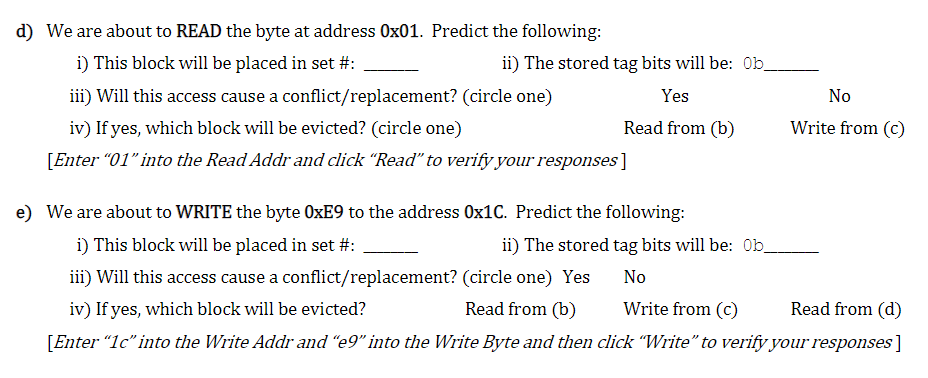 d) We are about to READ the byte at address 0x01. Predict the following:
i) This block will be placed in set #: ______ ii) The stored tag bits will be: 0b______
iii) Will this access cause a conflict/replacement? (circle one) Yes No
iv) If yes, which block will be evicted? (circle one) Read from (b) Write from (c)
[Enter “01” into the Read Addr and click “Read” to verify your responses]
e) We are about to WRITE the byte 0xE9 to the address 0x1C. Predict the following:
i) This block will be placed in set #: ______ ii) The stored tag bits will be: 0b______
iii) Will this access cause a conflict/replacement? (circle one) Yes No
iv) If yes, which block will be evicted? Read from (b) Write from (c) Read from (d)
[Enter “1c” into the Write Addr and “e9” into the Write Byte and then click “Write” to verify your responses]